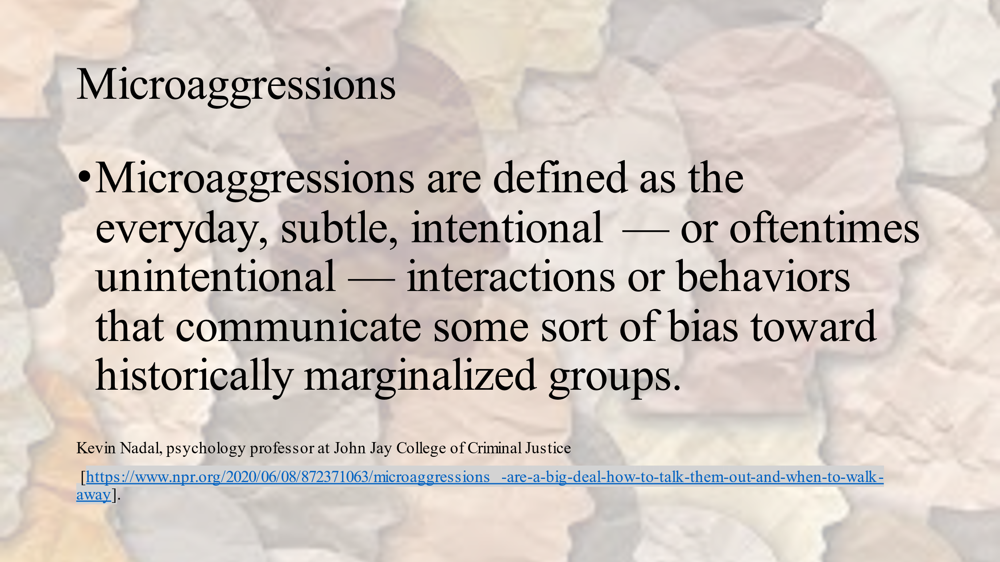 Microaggressions
•Microaggressions are defined as the
everyday, subtle, intentional — or oftentimes
unintentional — interactions or behaviors
that communicate some sort of bias toward
historically marginalized groups.
Kevin Nadal, psychology professor at John Jay College of Criminal Justice
[https://www.npr.org/2020/06/08/872371063/microaggressions -are-a-big-deal-how-to-talk-them-out-and-when-to-walk-
away].